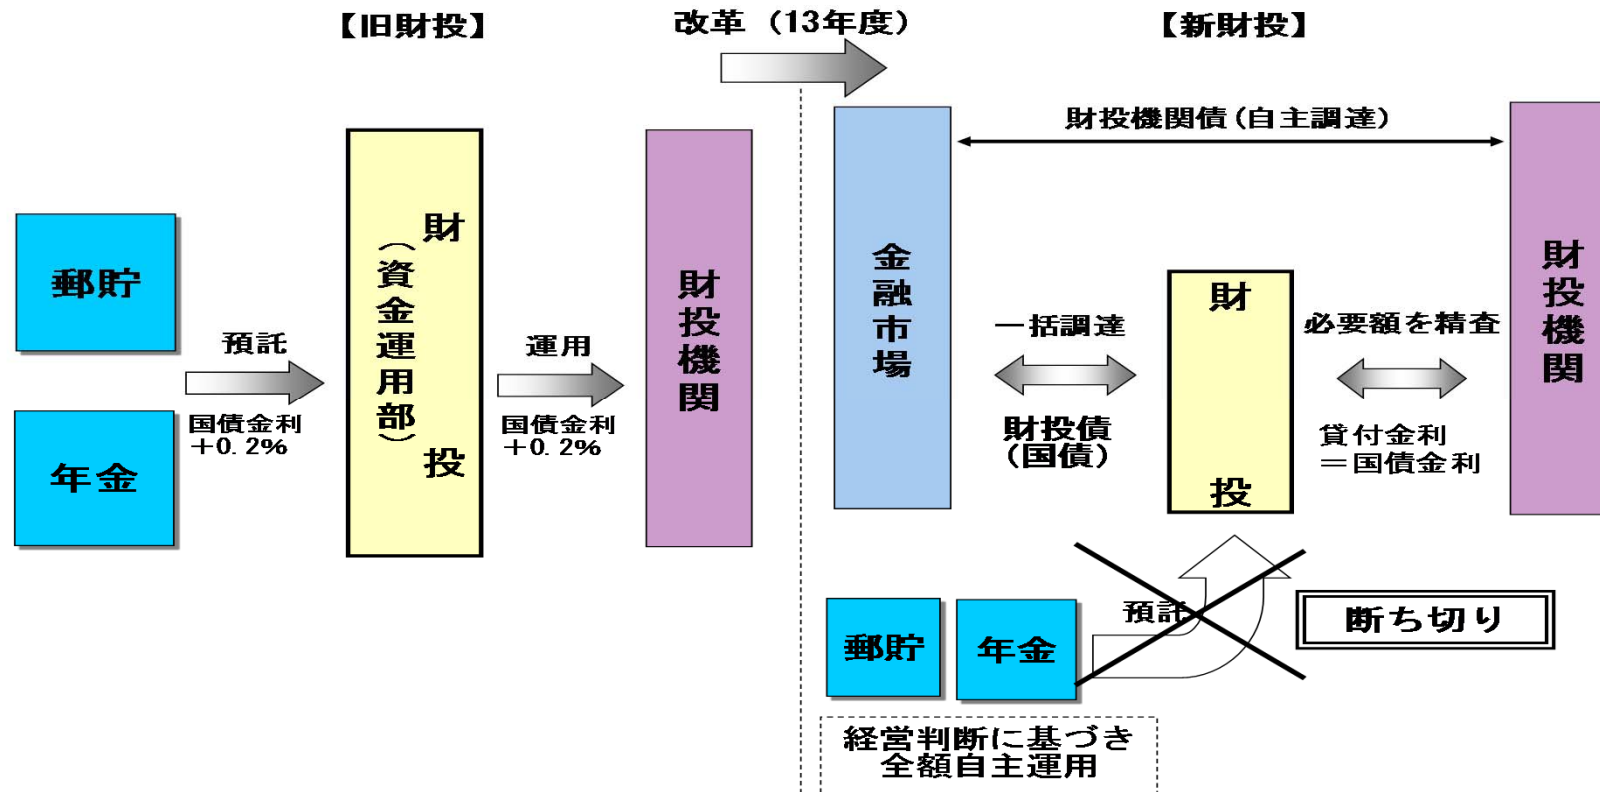 【旧財投】
改革（13年度）
【新財投】
郵貯
年金
預託
国債金利
＋0.2%
財投
（資金運用部）
運用
国債金利
＋0.2%
財投機関
金融市場
財投機関債（自主調達）
一括調達
財投債
（国債）
財投
必要額を精査
貸付金利
＝国債金利
財投機関
郵貯
年金
預託
断ち切り
経営判断に基づき
全額自主運用